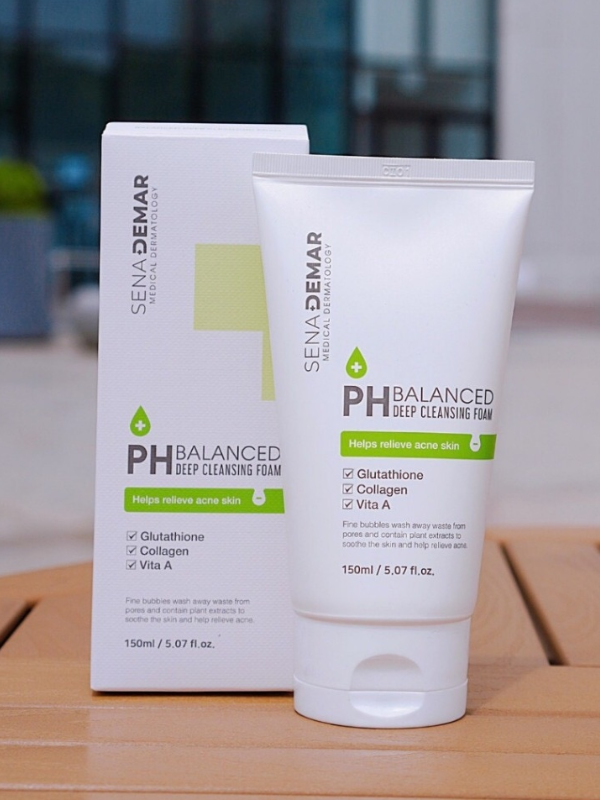 SENA DEMAR
MEDICAL DERMATOLOGY
PH BALANCED
DEEP CLEANSING FOAM
Helps relieve acne skin
Glutathione
Collagen
Vita A
Fine bubbles wash away waste from
pores and contain plant extracts to
soothe the skin and help relieve acne.
150ml / 5.07 fl.oz.
SENA DEMAR
MEDICAL DERMATOLOGY
PH BALANCED
DEEP CLEANSING FOAM
Helps relieve acne skin
Glutathione
Collagen
Vita A
Fine bubbles wash away waste from
pores and contain plant extracts to
soothe the skin and help relieve acne.
150ml / 5.07 fl.oz.